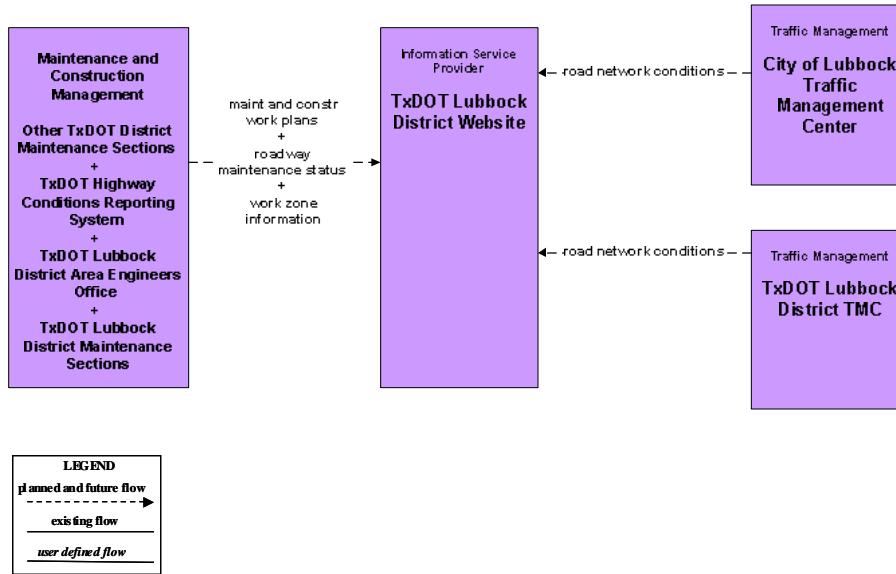 Maintenance and
Construction
Management
Other TxDOT District
Maintenance Sections
+
TxDOT Highway
Conditions Reporting
System
+
TxDOT Lubbock
District Area Engineers
Office
+
TxDOT Lubbock
District Maintenance
Sections
maint and constr
work plans
+
roadway
maintenance status
+
work zone
information
Information Service
Provider
TxDOT Lubbock
District Website
road network conditions
road network conditions
Traffic Management
City of Lubbock
Traffic
Management
Center
Traffic Management
TxDOT Lubbock
District TMC
LEGEND
planned and future flow
existing flow
user defined flow